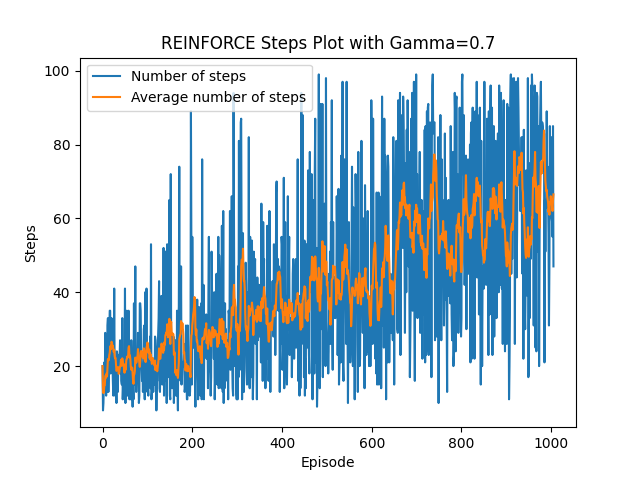 REINFORCE Steps Plot with Gamma=0.7
Number of steps
Average number of steps
100
80
60
40
20
Steps
0 200 400 600 800 1000
Episode